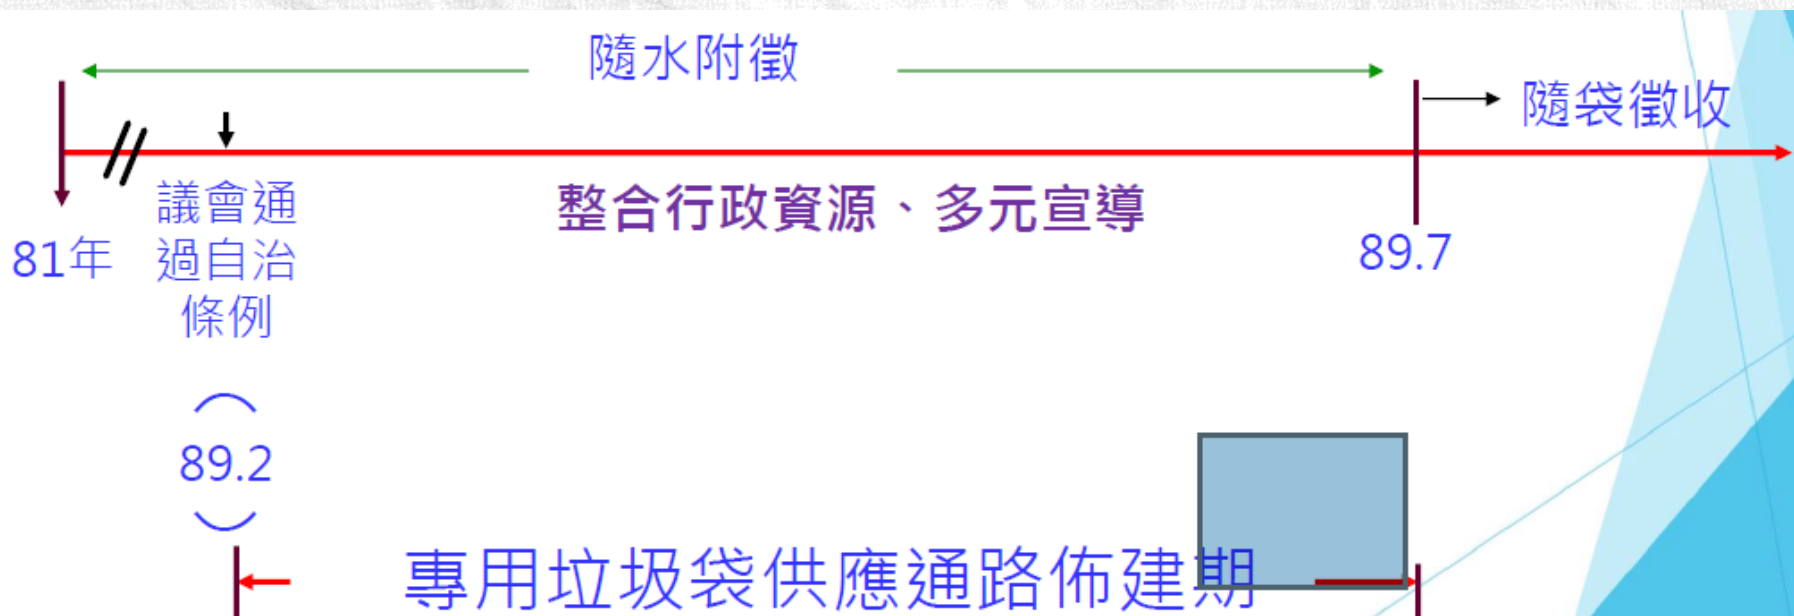 隨水附徵
隨袋徵收
整合行政資源、多元宣導
81年
議會通
過自治
條例
(89.2)
89.7
專用垃圾袋供應通路佈建期